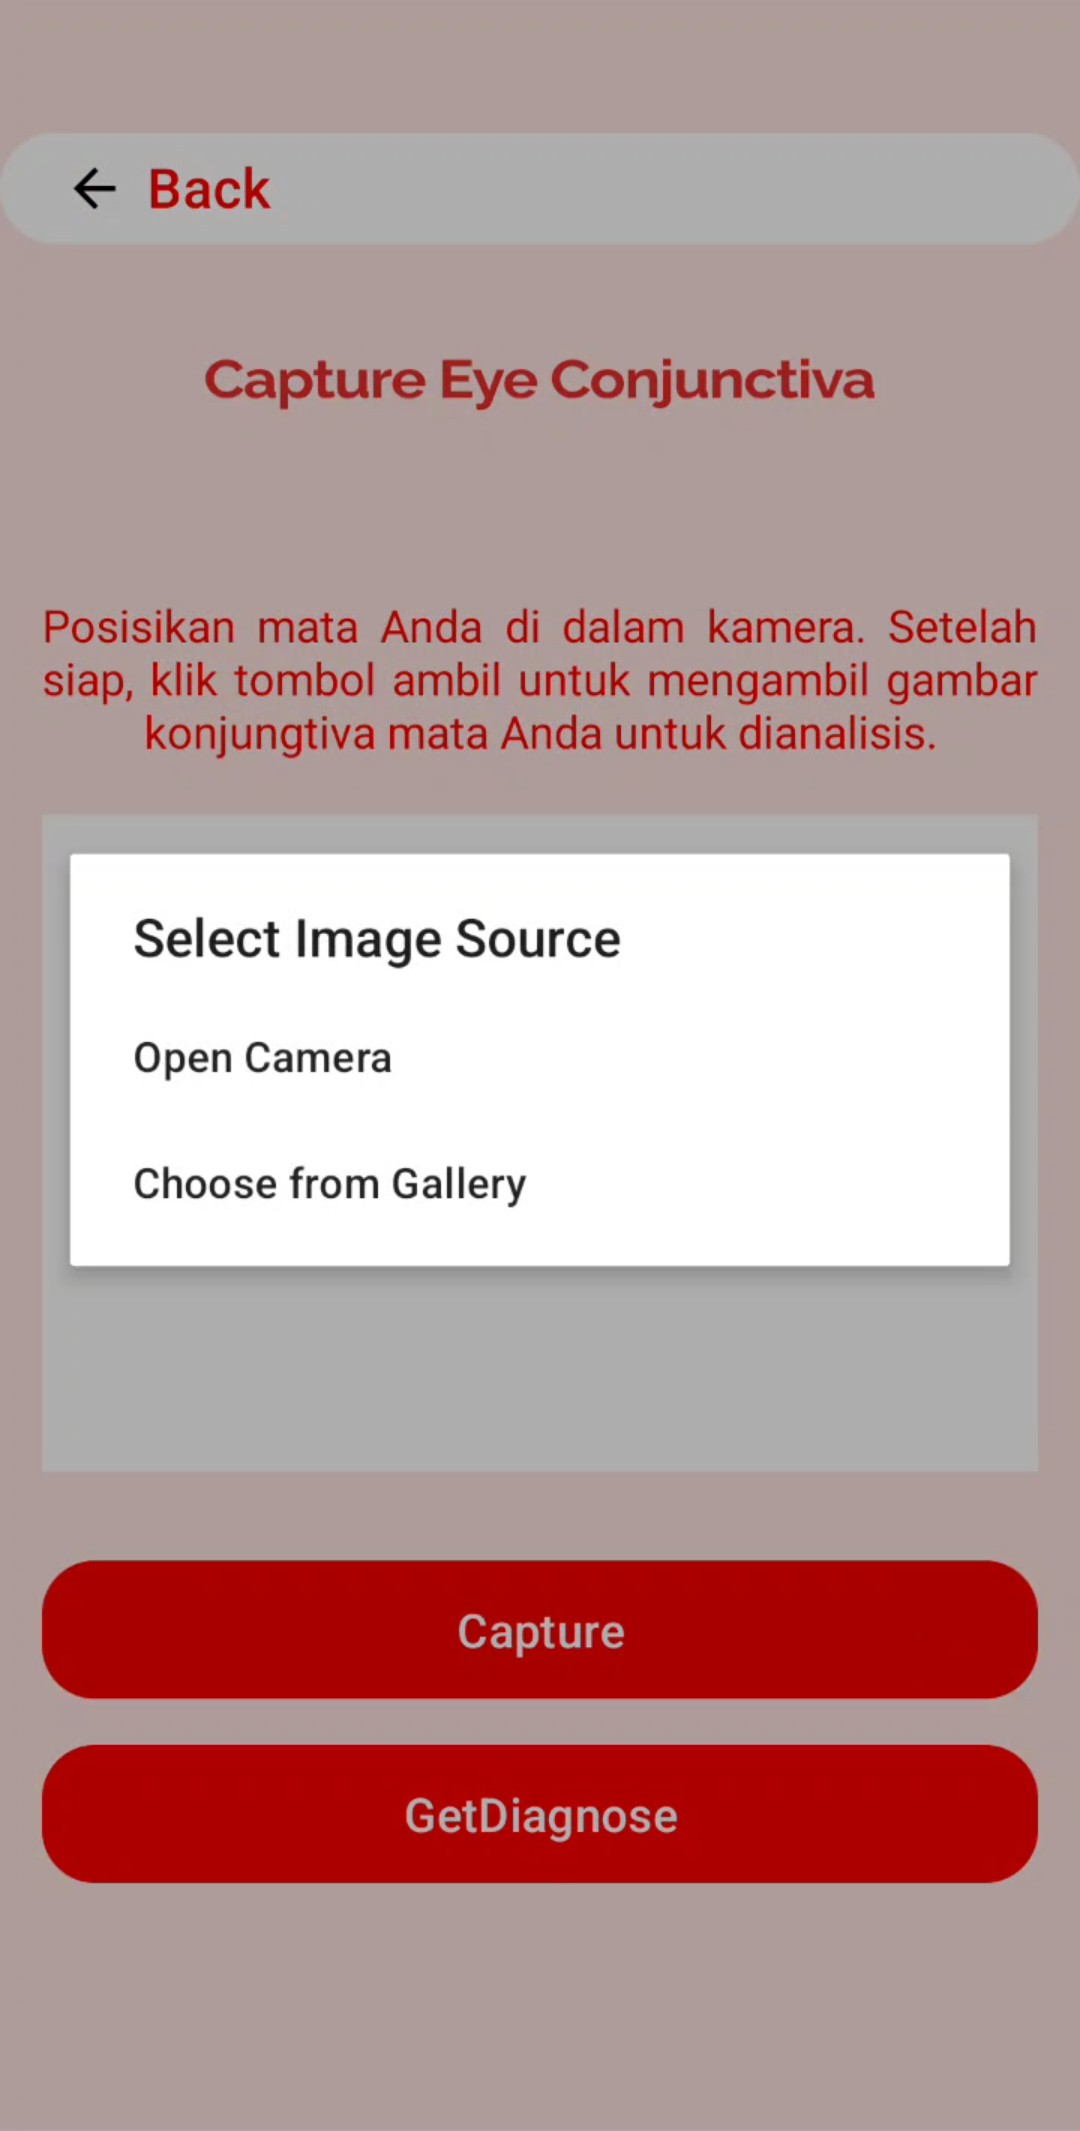 Back
Capture Eye Conjunctiva
Posisikan mata Anda di dalam kamera. Setelah
siap, klik tombol ambil untuk mengambil gambar
konjungtiva mata Anda untuk dianalisis.
Select Image Source
Open Camera
Choose from Gallery
Capture
GetDiagnose